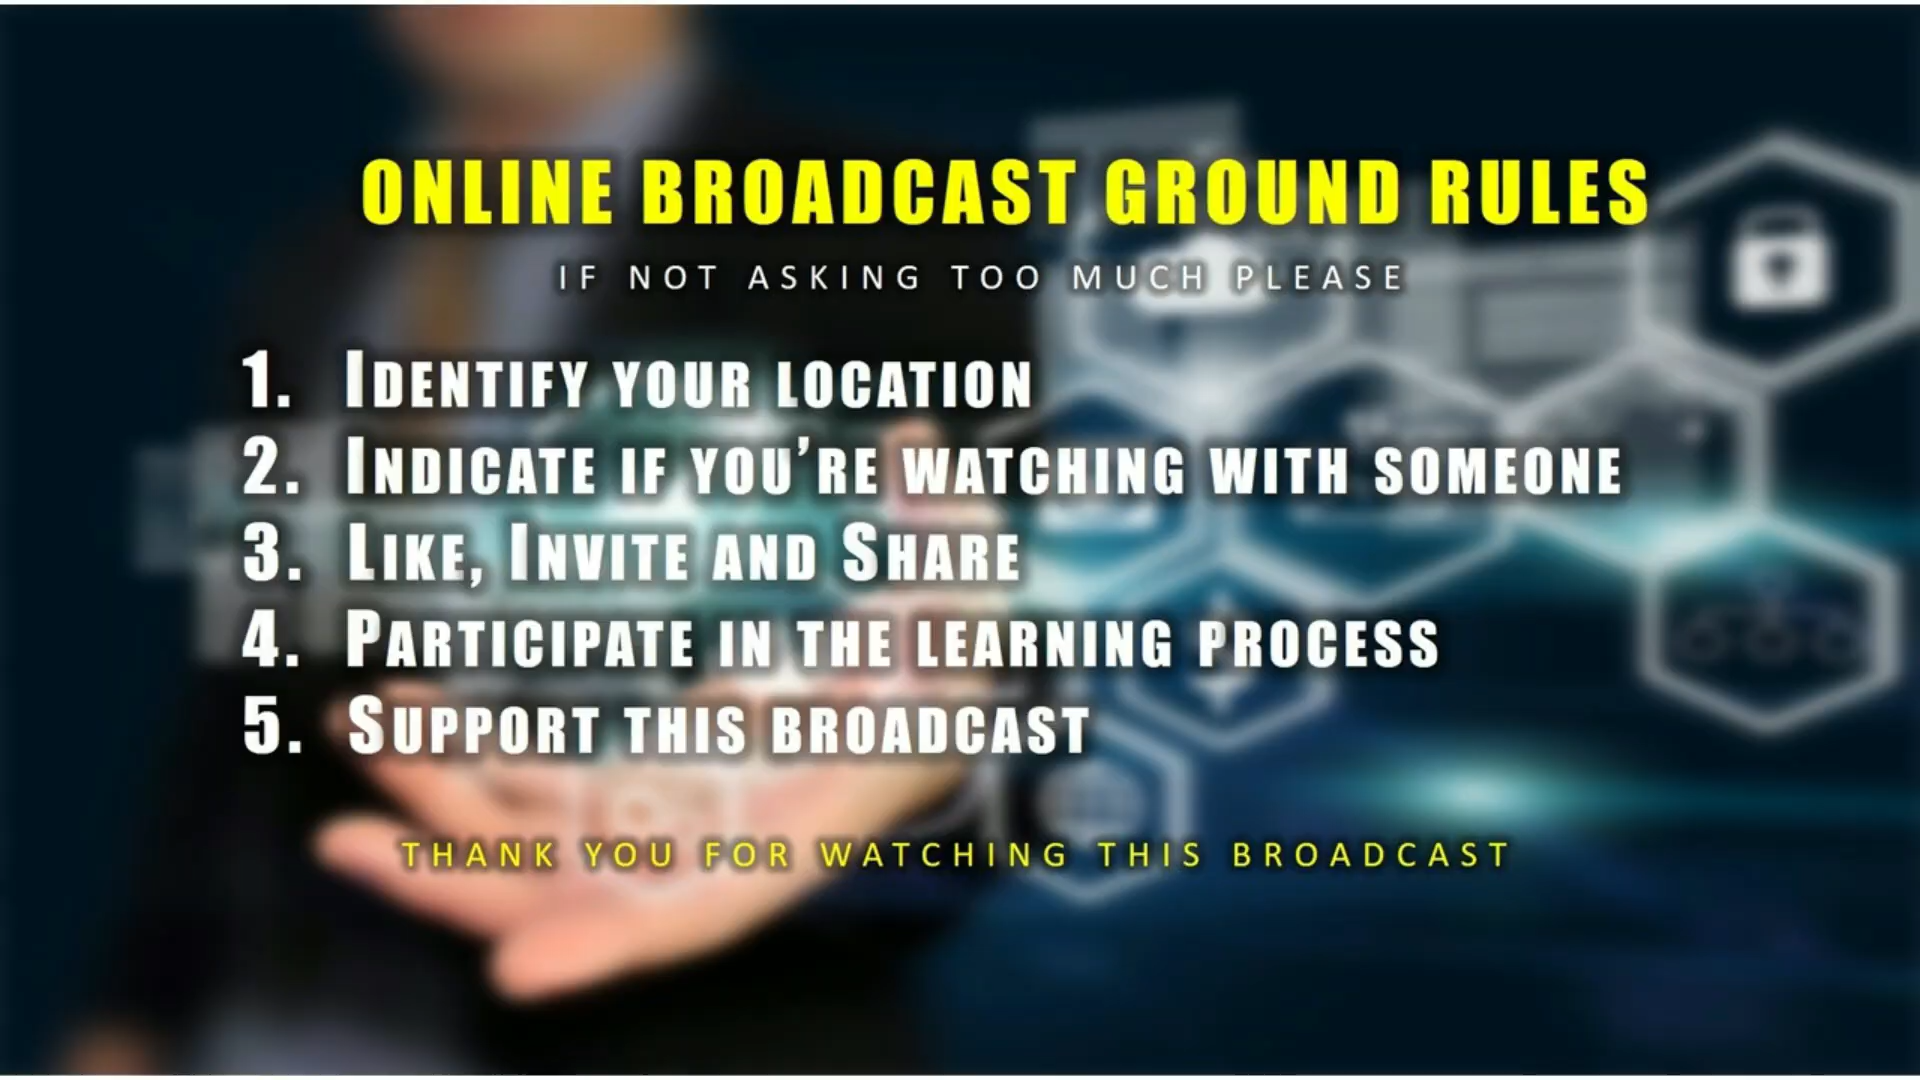 ONLINE BROADCAST GROUND RULES
IF NOT ASKING TOO MUCH PLEASE
1. IDENTIFY YOUR LOCATION
2. INDICATE IF YOU'RE WATCHING WITH SOMEONE
3. LIKE, INVITE AND SHARE
4. PARTICIPATE IN THE LEARNING PROCESS
5. SUPPORT THIS BROADCAST
THANK YOU FOR WATCHING THIS BROADCAST